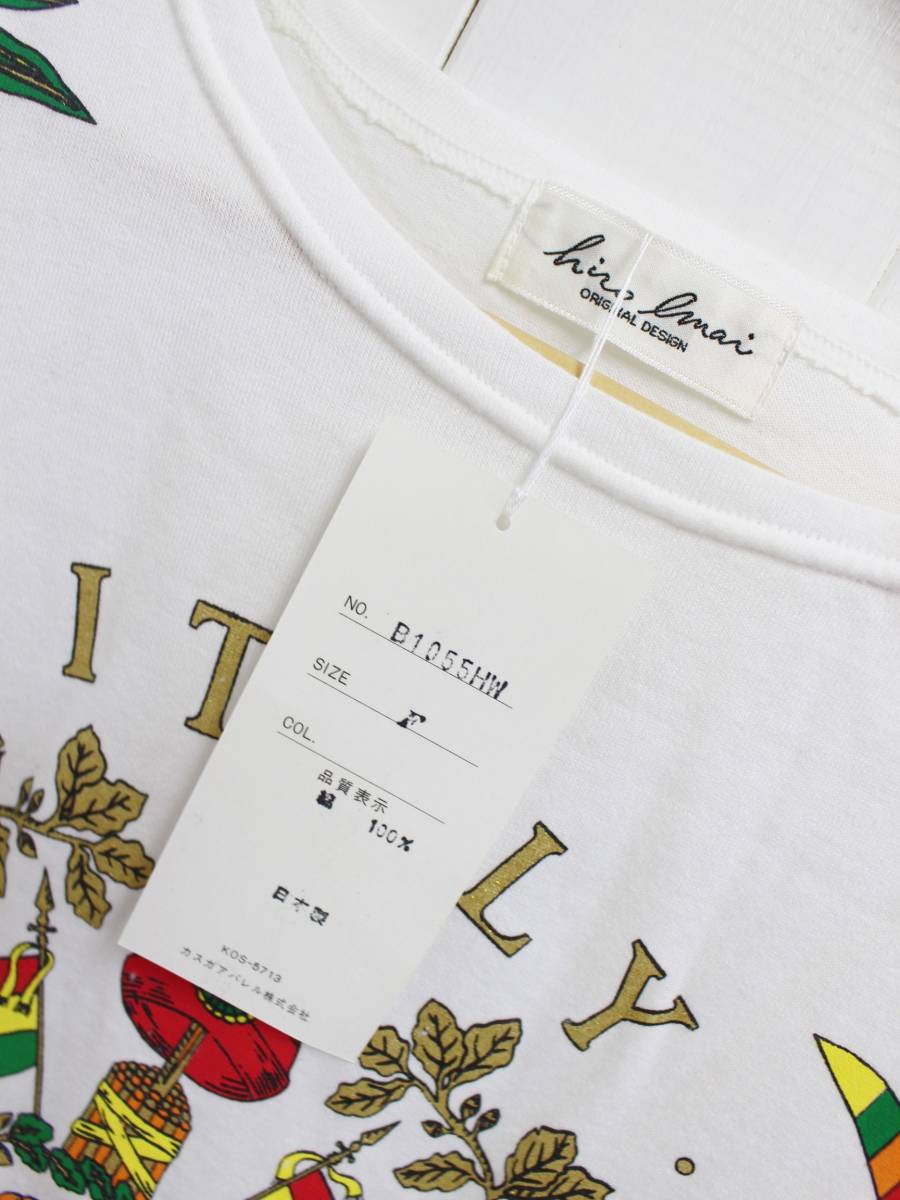 hiro Imai
ORIGINAL DESIGN
NO. B1055HW
SIZE F
COL.
品質表示
綿 100%
日本製
KOS-5713
カスガアパレル株式会社
IT LY